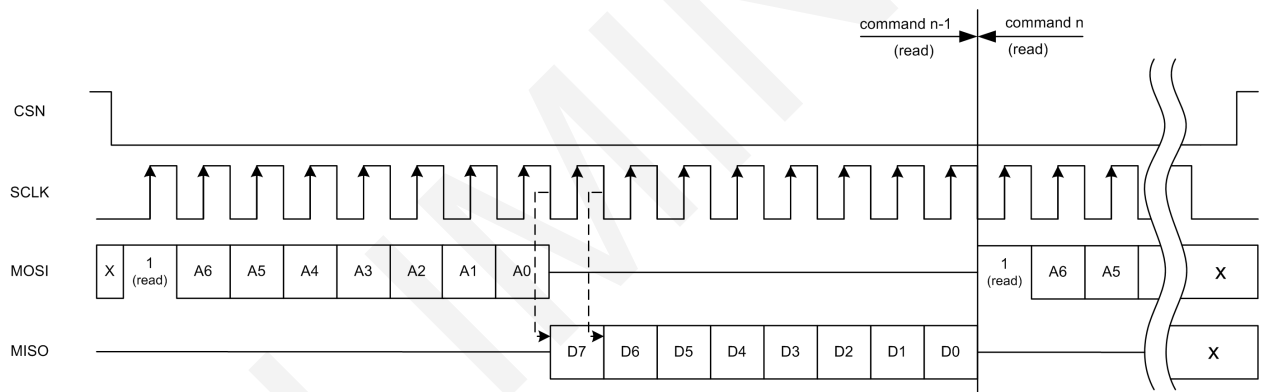 command n-1
command n
(read)
(read)
CSN
SCLK
MOSI
X
1
(read)
A6
A5
A4
A3
A2
A1
A0
1
(read)
A6
A5
X
MISO
D7
D6
D5
D4
D3
D2
D1
D0
X